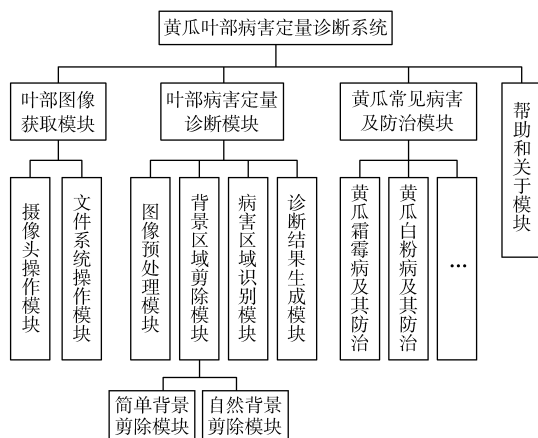 黄瓜叶部病害定量诊断系统
叶部图像
获取模块
叶部病害定量
诊断模块
黄瓜常见病害
及防治模块
帮助和关于模块
摄像头操作模块
文件系统操作模块
图像预处理模块
背景区域剪除模块
病害区域识别模块
诊断结果生成模块
黄瓜霜霉病及其防治
黄瓜白粉病及其防治
…
简单背景
剪除模块
自然背景
剪除模块